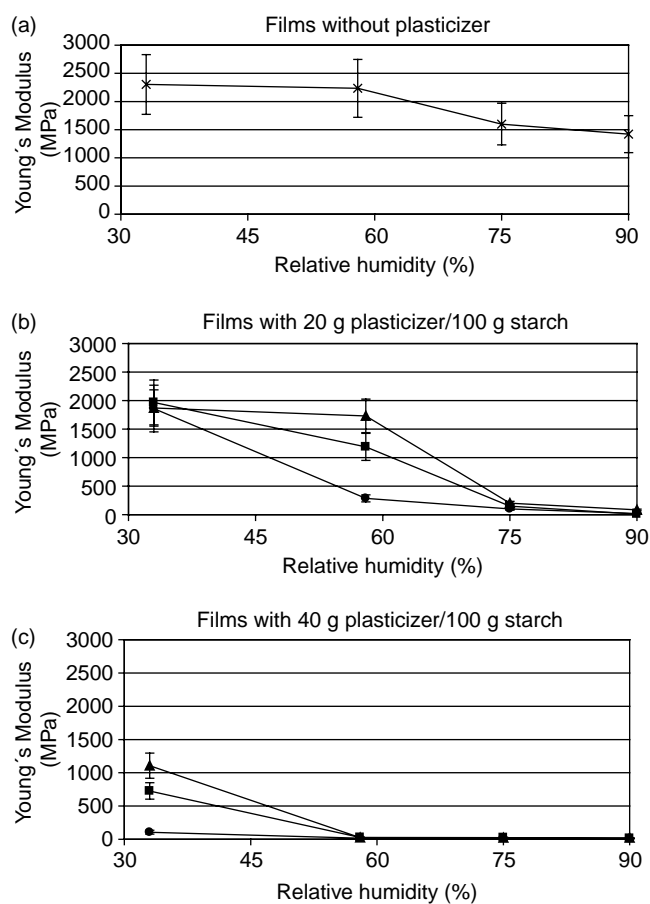 (a)
Films without plasticizer
Young´s Modulus
(MPa)
3000
2500
2000
1500
1000
500
0
30 45 60 75 90
Relative humidity (%)
(b)
Films with 20 g plasticizer/100 g starch
Young´s Modulus
(MPa)
3000
2500
2000
1500
1000
500
0
30 45 60 75 90
Relative humidity (%)
(c)
Films with 40 g plasticizer/100 g starch
Young´s Modulus
(MPa)
3000
2500
2000
1500
1000
500
0
30 45 60 75 90
Relative humidity (%)